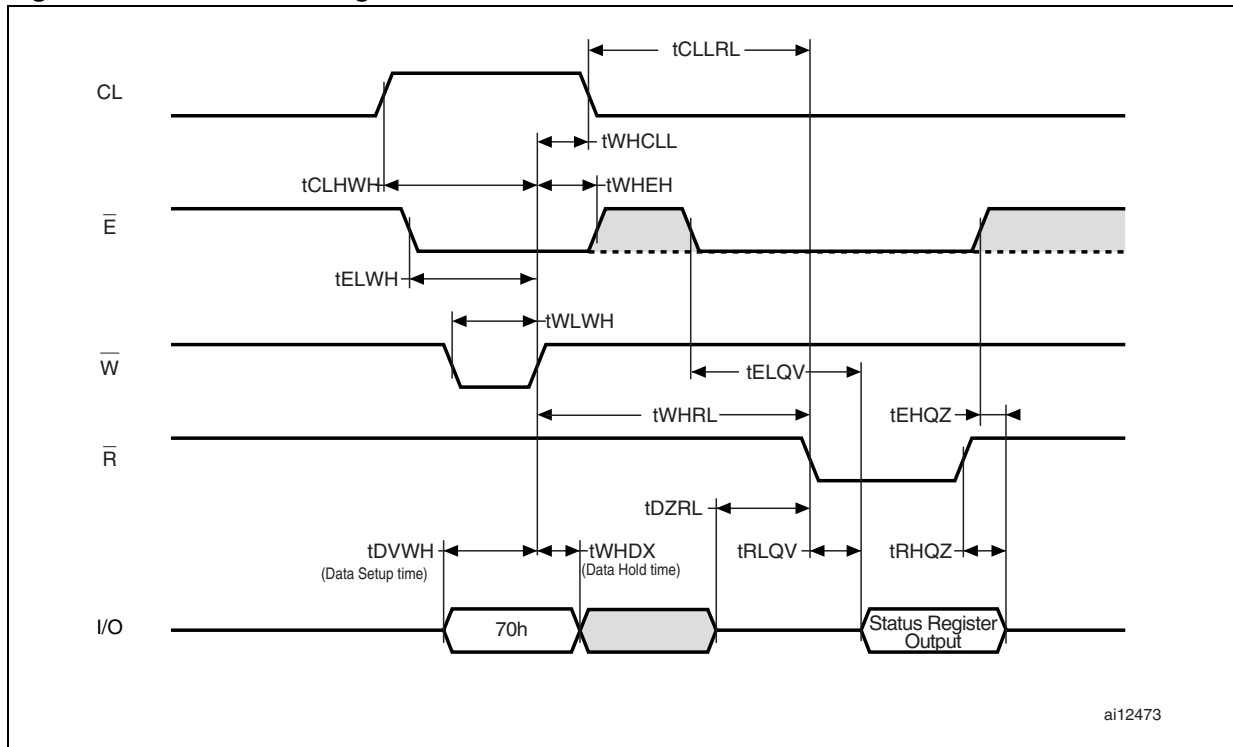 tCLLRL
CL
tWHCLL
tCLHWH
tWHEH
E
tELWH
tWLWH
W
tELQV
tWHRL
tEHQZ
R
tDZRL
tDVWH
(Data Setup time)
tWHDX
(Data Hold time)
tRLQV
tRHQZ
I/O
70h
Status Register
Output
ai12473